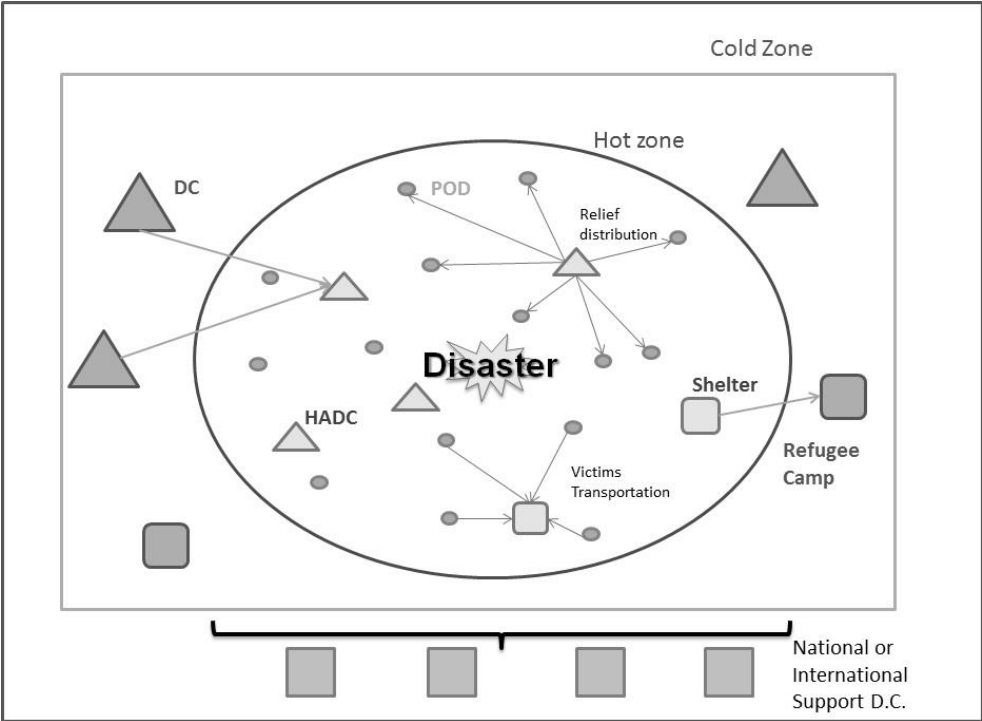 Cold Zone
Hot zone
DC
POD
Relief
distribution
Disaster
Shelter
HADC
Refugee
Camp
Victims
Transportation
National or
International
Support D.C.